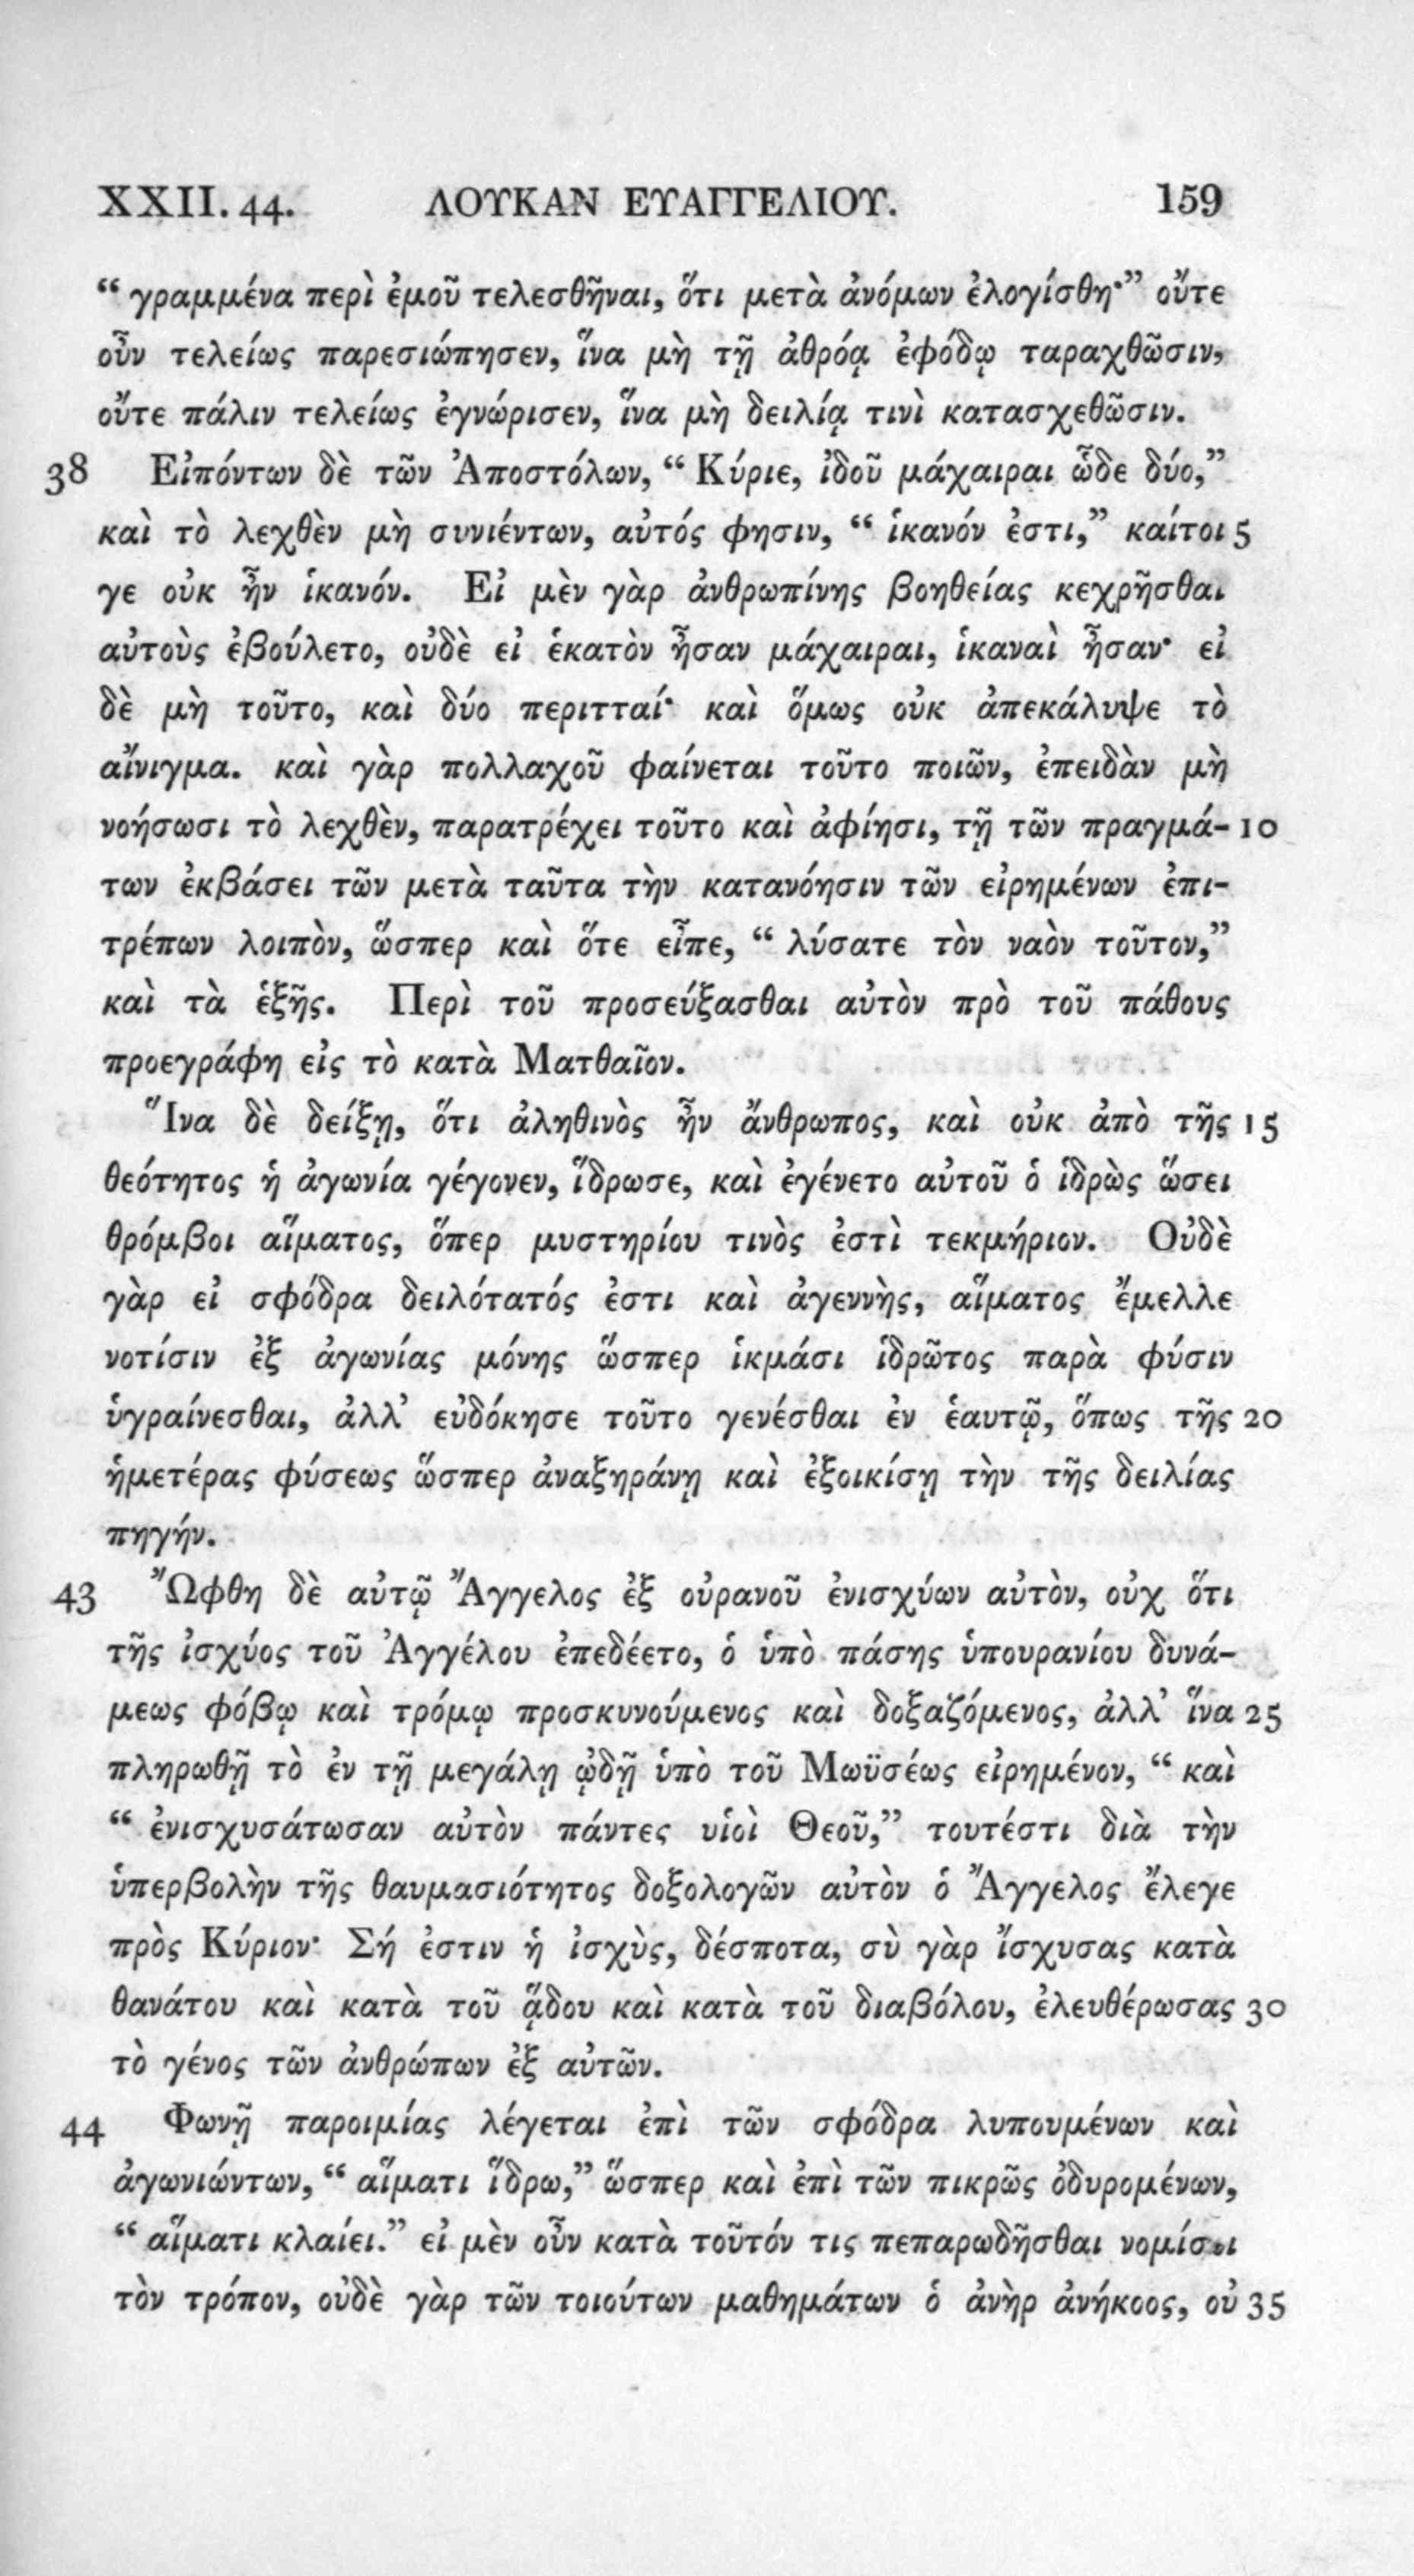 XXII. 44. ΛΟΥΚΑΝ ΕΥΑΓΓΕΛΙΟΥ. 159
“ γραμμένα περὶ ἐμοῦ τελεσθῆναι, ὅτι μετὰ ἀνόμων ἐλογίσθη·” οὔτε
οὖν τελείως παρεσιώπησεν, ἵνα μὴ τῇ ἀθρόᾳ ἐφόδῳ ταραχθῶσιν,
οὔτε πάλιν τελείως ἐγνώρισεν, ἵνα μὴ δειλίᾳ τινὶ κατασχεθῶσιν.
38 Εἰπόντων δὲ τῶν Ἀποστόλων, “ Κύριε, ἰδοῦ μάχαιραι ὧδε δύο,”
καὶ τὸ λεχθὲν μὴ συνιέντων, αὐτός φησιν, “ ἱκανόν ἐστι,” καίτοι 5
γε οὐκ ἦν ἱκανόν. Εἰ μὲν γὰρ ἀνθρωπίνης βοηθείας κεχρῆσθαι
αὐτοὺς ἐβούλετο, οὐδὲ εἰ ἑκατὸν ἦσαν μάχαιραι, ἱκαναὶ ἦσαν· εἰ
δὲ μὴ τοῦτο, καὶ δύο περιτταί· καὶ ὅμως οὐκ ἀπεκάλυψε τὸ
αἴνιγμα. καὶ γὰρ πολλαχοῦ φαίνεται τοῦτο ποιῶν, ἐπειδὰν μὴ
νοήσωσι τὸ λεχθὲν, παρατρέχει τοῦτο καὶ ἀφίησι, τῇ τῶν πραγμά- 10
των ἐκβάσει τῶν μετὰ ταῦτα τὴν κατανόησιν τῶν εἰρημένων ἐπι-
τρέπων λοιπὸν, ὥσπερ καὶ ὅτε εἶπε, “ λύσατε τὸν ναὸν τοῦτον,”
καὶ τὰ ἑξῆς. Περὶ τοῦ προσεύξασθαι αὐτὸν πρὸ τοῦ πάθους
προεγράφη εἰς τὸ κατὰ Ματθαῖον.
Ἵνα δὲ δείξῃ, ὅτι ἀληθινὸς ἦν ἄνθρωπος, καὶ οὐκ ἀπὸ τῆς 15
θεότητος ἡ ἀγωνία γέγονεν, ἵδρωσε, καὶ ἐγένετο αὐτοῦ ὁ ἱδρὼς ὥσει
θρόμβοι αἵματος, ὅπερ μυστηρίου τινὸς ἐστὶ τεκμήριον. Οὐδὲ
γὰρ εἰ σφόδρα δειλότατός ἐστι καὶ ἀγεννὴς, αἵματος ἔμελλε
νοτίσιν ἐξ ἀγωνίας μόνης ὥσπερ ἱκμάσι ἱδρῶτος παρὰ φύσιν
ὑγραίνεσθαι, ἀλλ’ εὐδόκησε τοῦτο γενέσθαι ἐν ἑαυτῷ, ὅπως τῆς 20
ἡμετέρας φύσεως ὥσπερ ἀναξηράνῃ καὶ ἐξοικίσῃ τὴν τῆς δειλίας
πηγήν.
43 Ὤφθη δὲ αὐτῷ Ἄγγελος ἐξ οὐρανοῦ ἐνισχύων αὐτὸν, οὐχ ὅτι
τῆς ἰσχύος τοῦ Ἀγγέλου ἐπεδέετο, ὁ ὑπὸ πάσης ὑπουρανίου δυνά-
μεως φόβῳ καὶ τρόμῳ προσκυνούμενος καὶ δοξαζόμενος, ἀλλ’ ἵνα 25
πληρωθῇ τὸ ἐν τῇ μεγάλῃ ᾠδῇ ὑπὸ τοῦ Μωϋσέως εἰρημένον, “ καὶ
“ ἐνισχυσάτωσαν αὐτὸν πάντες υἱοὶ Θεοῦ,” τουτέστι διὰ τὴν
ὑπερβολὴν τῆς θαυμασιότητος δοξολογῶν αὐτὸν ὁ Ἄγγελος ἔλεγε
πρὸς Κύριον· Σή ἐστιν ἡ ἰσχὺς, δέσποτα, σὺ γὰρ ἴσχυσας κατὰ
θανάτου καὶ κατὰ τοῦ ᾅδου καὶ κατὰ τοῦ διαβόλου, ἐλευθέρωσας 30
τὸ γένος τῶν ἀνθρώπων ἐξ αὐτῶν.
44 Φωνῇ παροιμίας λέγεται ἐπὶ τῶν σφόδρα λυπουμένων καὶ
ἀγωνιώντων, “ αἵματι ἵδρω,” ὥσπερ καὶ ἐπὶ τῶν πικρῶς ὀδυρομένων,
“ αἵματι κλαίει.” εἰ μὲν οὖν κατὰ τοῦτόν τις πεπαρωδῆσθαι νομίσοι
τὸν τρόπον, οὐδὲ γὰρ τῶν τοιούτων μαθημάτων ὁ ἀνὴρ ἀνήκοος, οὐ 35